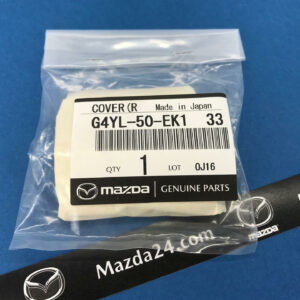 COVER(R Made in Japan
G4YL-50-EK1 33
QTY 1 LOT 0J16
mazda GENUINE PARTS
Mazda24.com